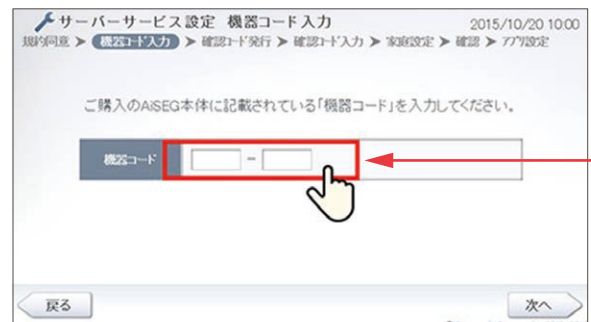 サーバーサービス設定 機器コード入力
2015/10/20 10:00
規約同意 ➤ 機器コード入力 ➤ 確認コード発行 ➤ 確認コード入力 ➤ 家庭設定 ➤ 確認 ➤ アプリ設定
ご購入のAiSEG本体に記載されている「機器コード」を入力してください。
機器コード －
戻る
次へ